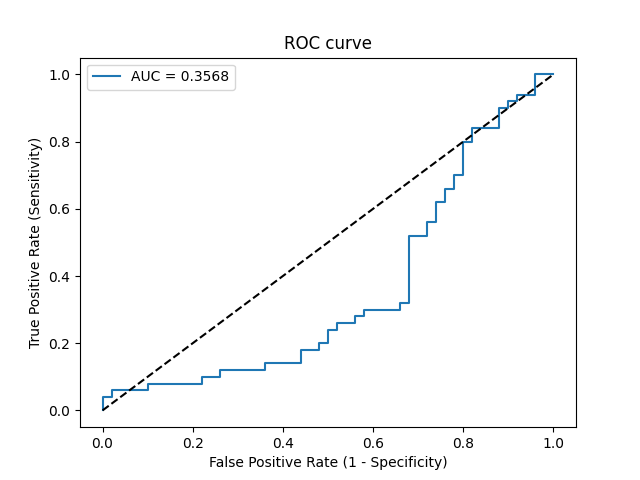 ROC curve
AUC = 0.3568
True Positive Rate (Sensitivity)
1.0
0.8
0.6
0.4
0.2
0.0
0.0 0.2 0.4 0.6 0.8 1.0
False Positive Rate (1 - Specificity)